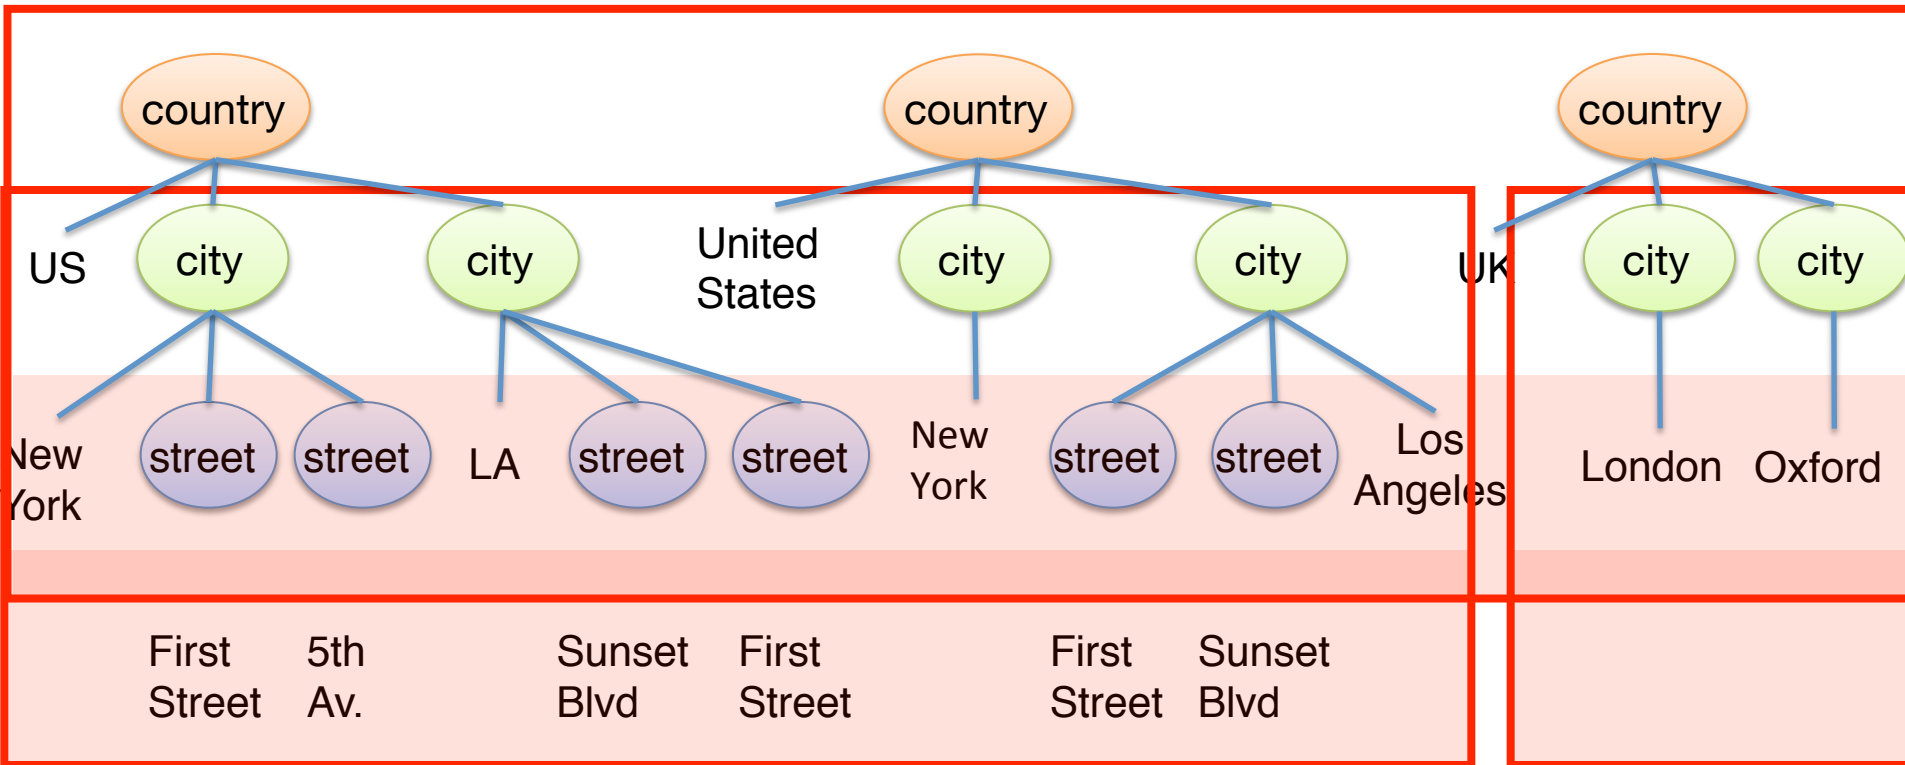 country
country
country
US
city
city
United
States
city
city
UK
city
city
New
York
street
street
LA
street
street
New
York
street
street
Los
Angeles
London
Oxford
First
Street
5th
Av.
Sunset
Blvd
First
Street
First
Street
Sunset
Blvd